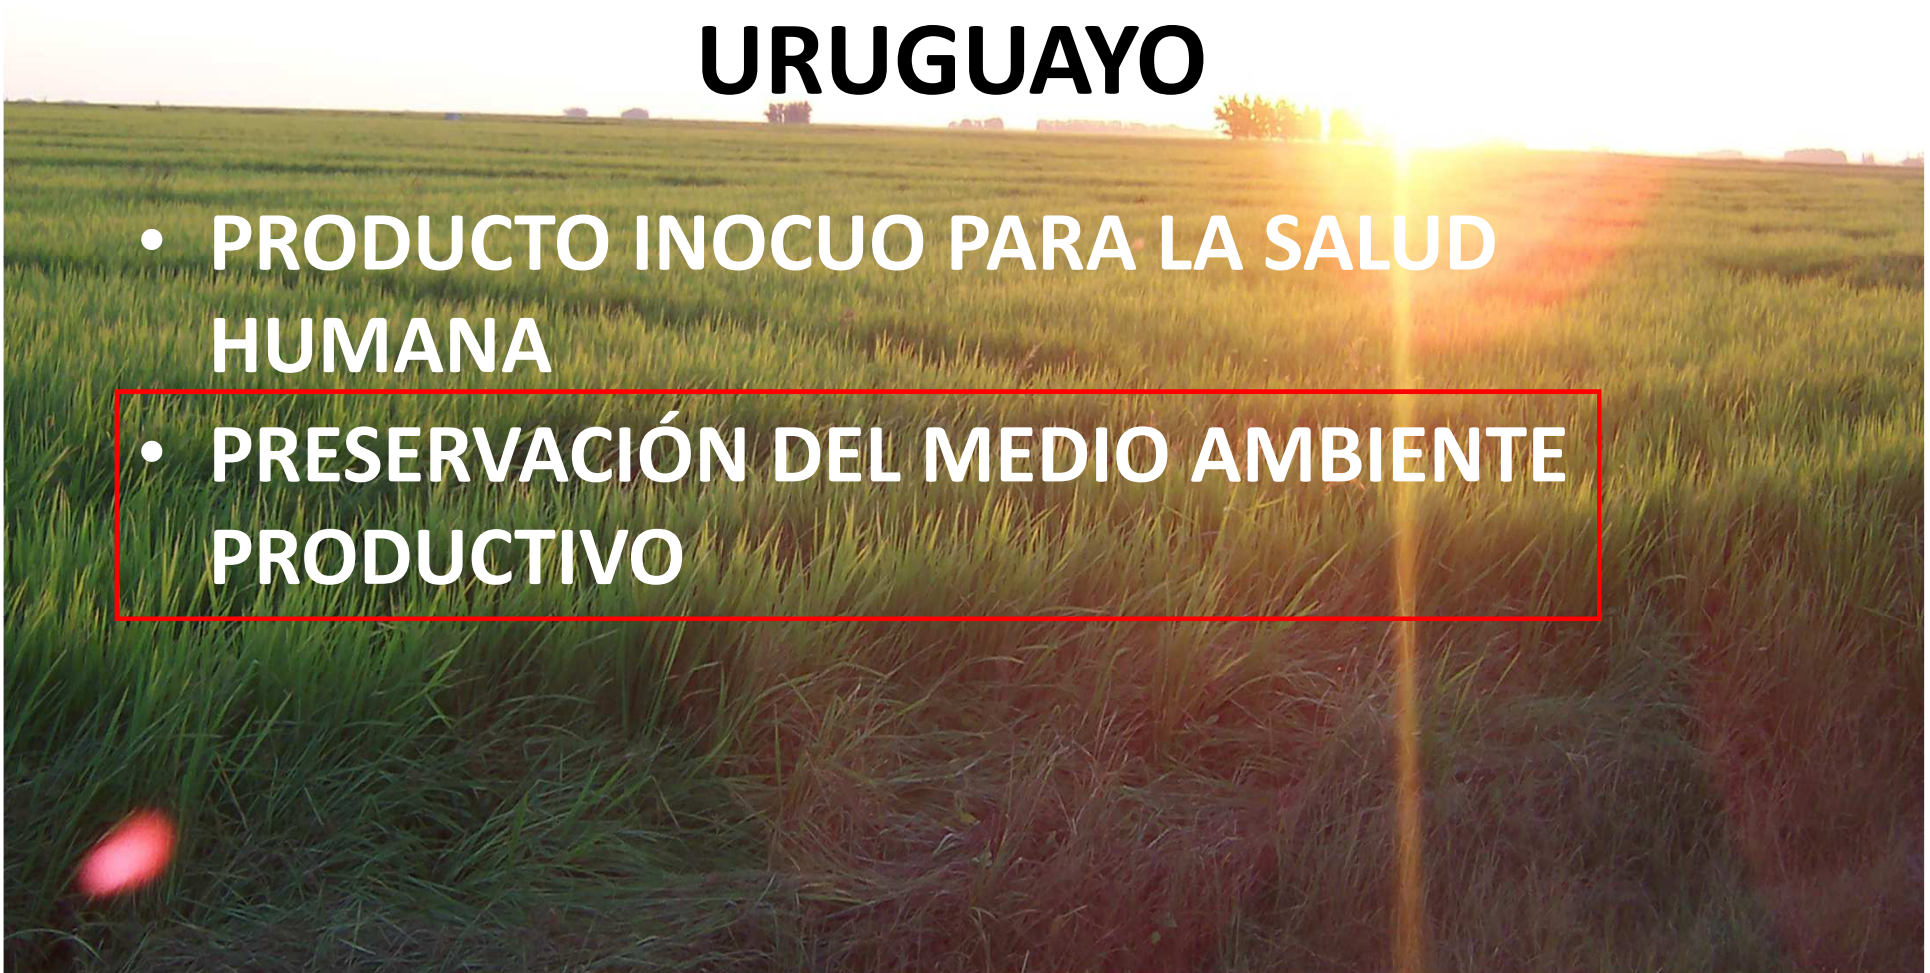 URUGUAYO
• PRODUCTO INOCUO PARA LA SALUD
HUMANA
• PRESERVACIÓN DEL MEDIO AMBIENTE
PRODUCTIVO